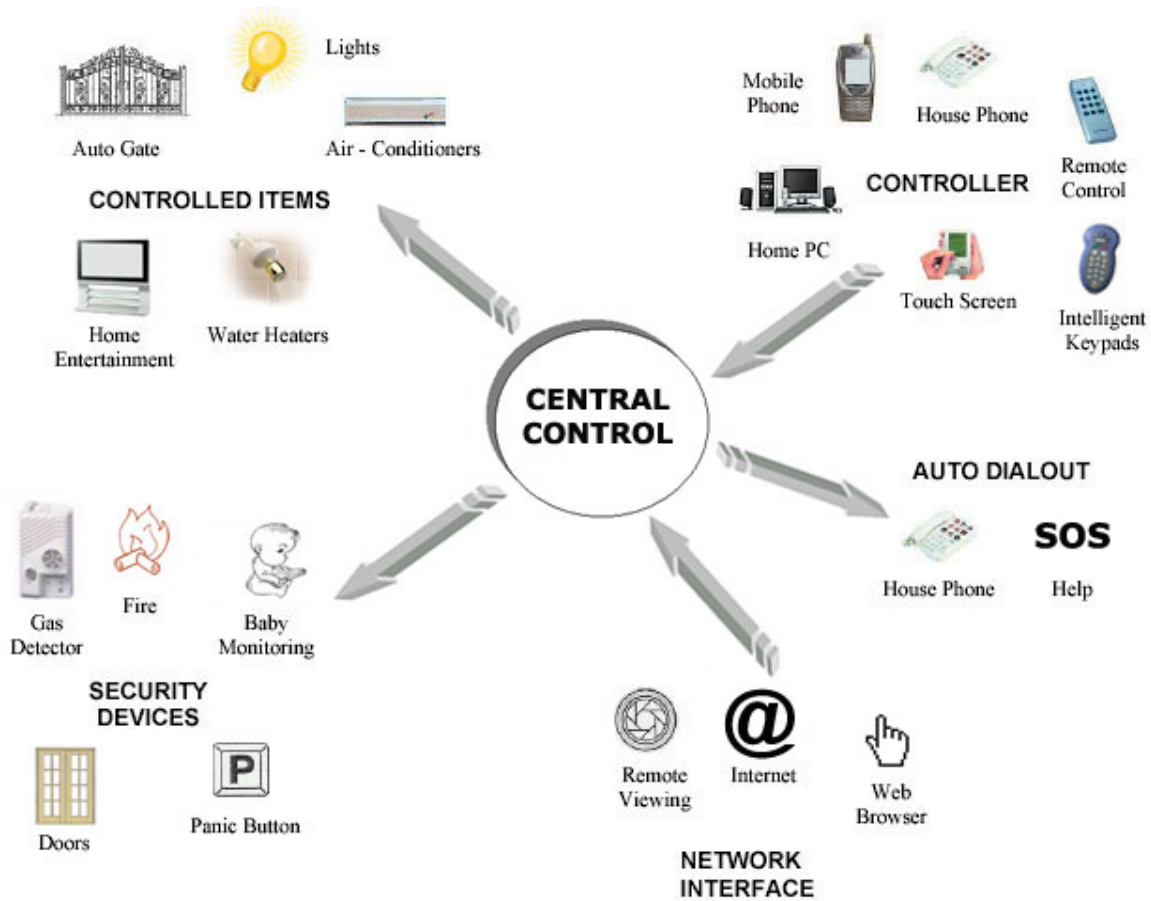 Lights
Auto Gate
Air - Conditioners
CONTROLLED ITEMS
Home
Entertainment
Water Heaters
Mobile
Phone
House Phone
Remote
Control
CONTROLLER
Home PC
Touch Screen
Intelligent
Keypads
CENTRAL
CONTROL
AUTO DIALOUT
House Phone
SOS
Help
Gas
Detector
Fire
Baby
Monitoring
SECURITY
DEVICES
Doors
P
Panic Button
@
Remote
Viewing
Internet
Web
Browser
NETWORK
INTERFACE